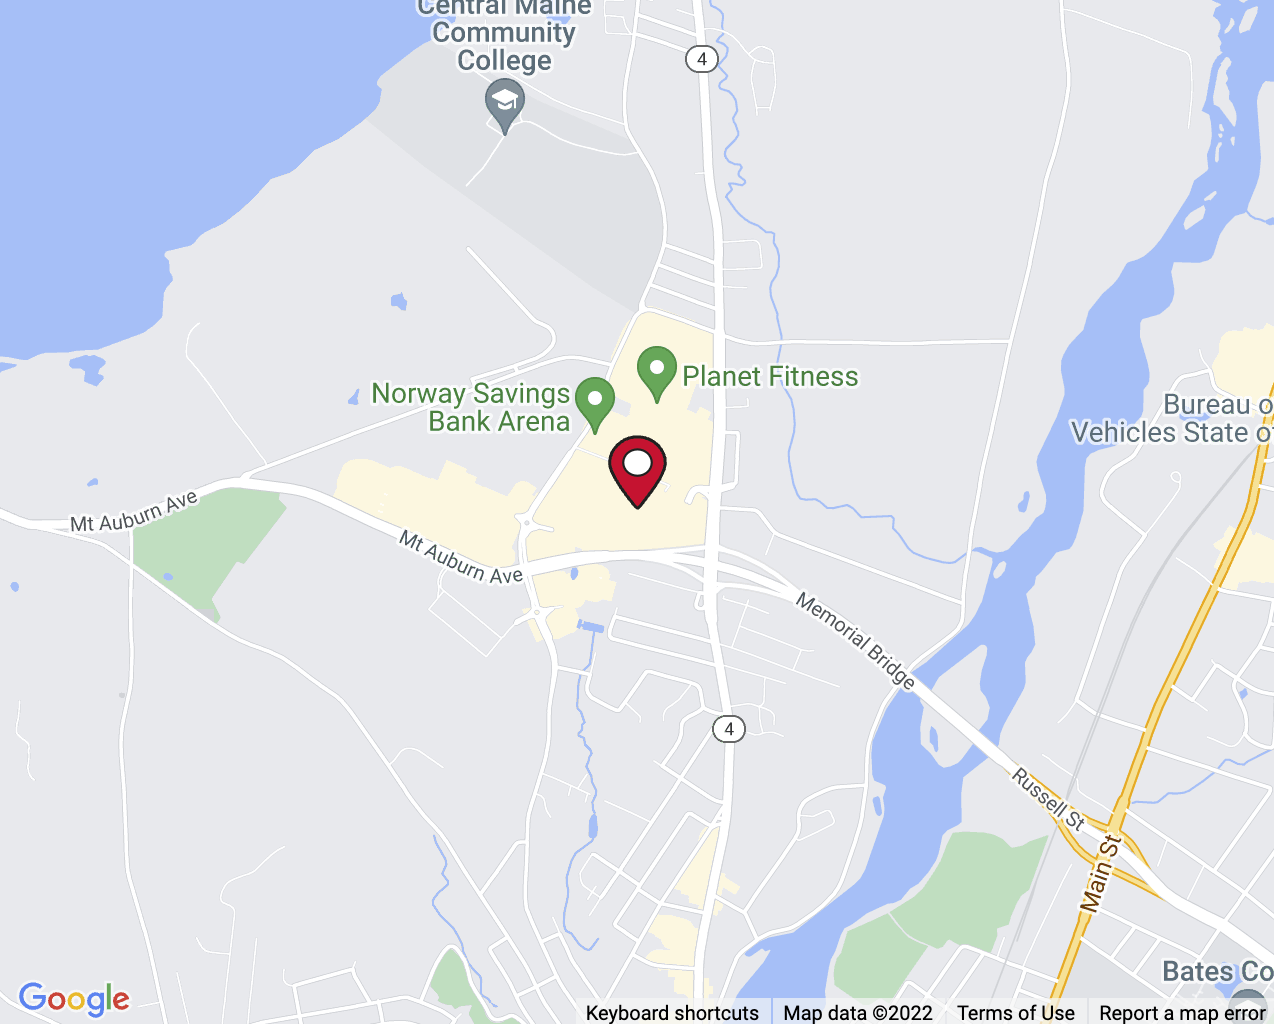 Central Maine
Community
College
4
Planet Fitness
Norway Savings
Bank Arena
Bureau o
Vehicles State of
Mt Auburn Ave
Mt Auburn Ave
Memorial Bridge
4
Russell St
Main St
Bates Co
Google
Keyboard shortcuts
Map data ©2022
Terms of Use
Report a map error